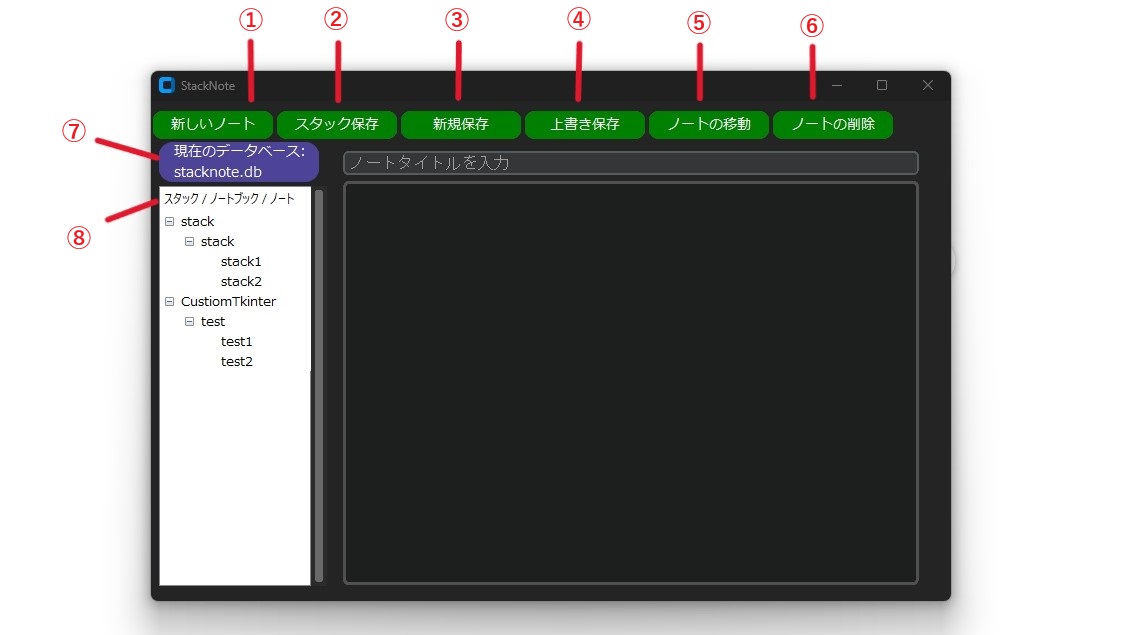 ① ② ③ ④ ⑤ ⑥
StackNote
新しいノート スタック保存 新規保存 上書き保存 ノートの移動 ノートの削除
⑦
現在のデータベース:
stacknote.db
ノートタイトルを入力
⑧
スタック / ノートブック / ノート
stack
stack
stack1
stack2
CustiomTkinter
test
test1
test2